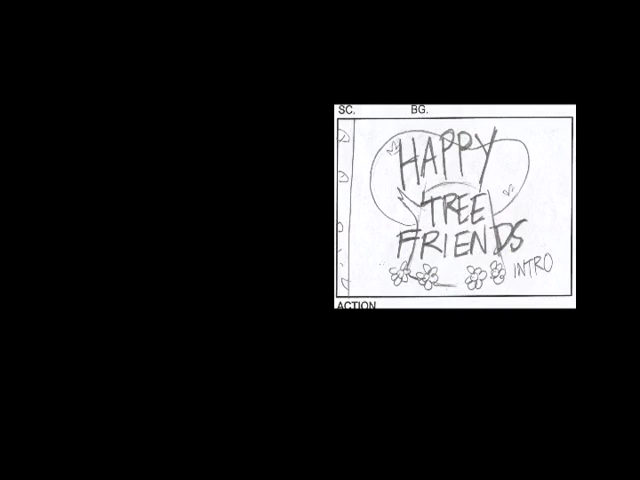 SC. BG.
HAPPY
TREE
FRIENDS
INTRO
ACTION